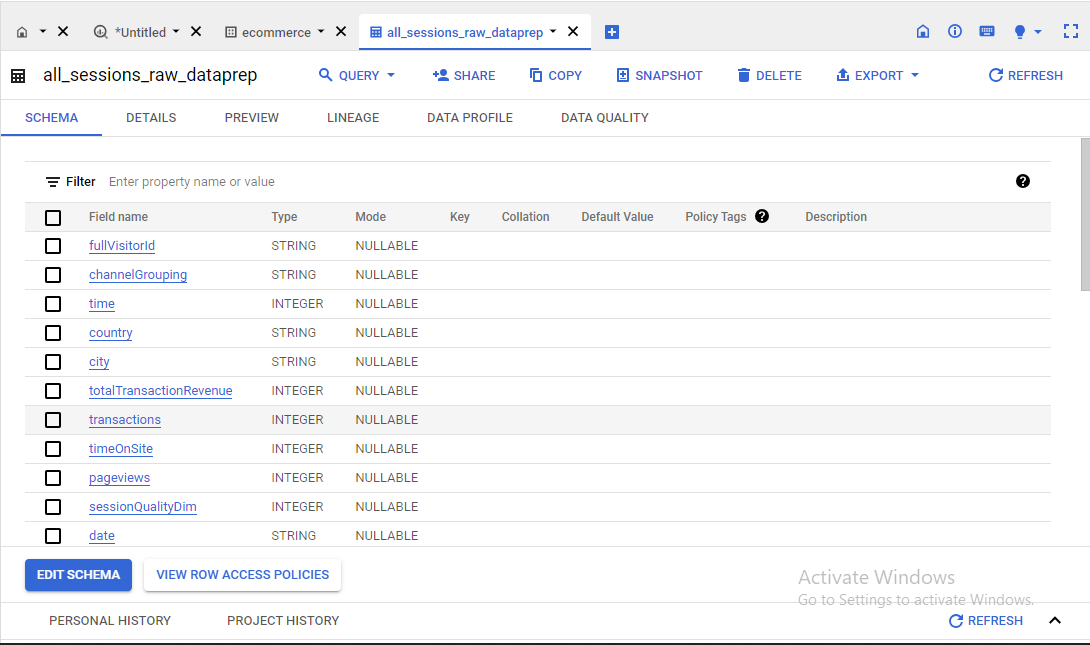 *Untitled ecommerce all_sessions_raw_dataprep
all_sessions_raw_dataprep QUERY SHARE COPY SNAPSHOT DELETE EXPORT REFRESH
SCHEMA DETAILS PREVIEW LINEAGE DATA PROFILE DATA QUALITY
Filter Enter property name or value
Field name Type Mode Key Collation Default Value Policy Tags Description
fullVisitorId STRING NULLABLE
channelGrouping STRING NULLABLE
time INTEGER NULLABLE
country STRING NULLABLE
city STRING NULLABLE
totalTransactionRevenue INTEGER NULLABLE
transactions INTEGER NULLABLE
timeOnSite INTEGER NULLABLE
pageviews INTEGER NULLABLE
sessionQualityDim INTEGER NULLABLE
date STRING NULLABLE
EDIT SCHEMA VIEW ROW ACCESS POLICIES
Activate Windows
Go to Settings to activate Windows.
PERSONAL HISTORY PROJECT HISTORY REFRESH